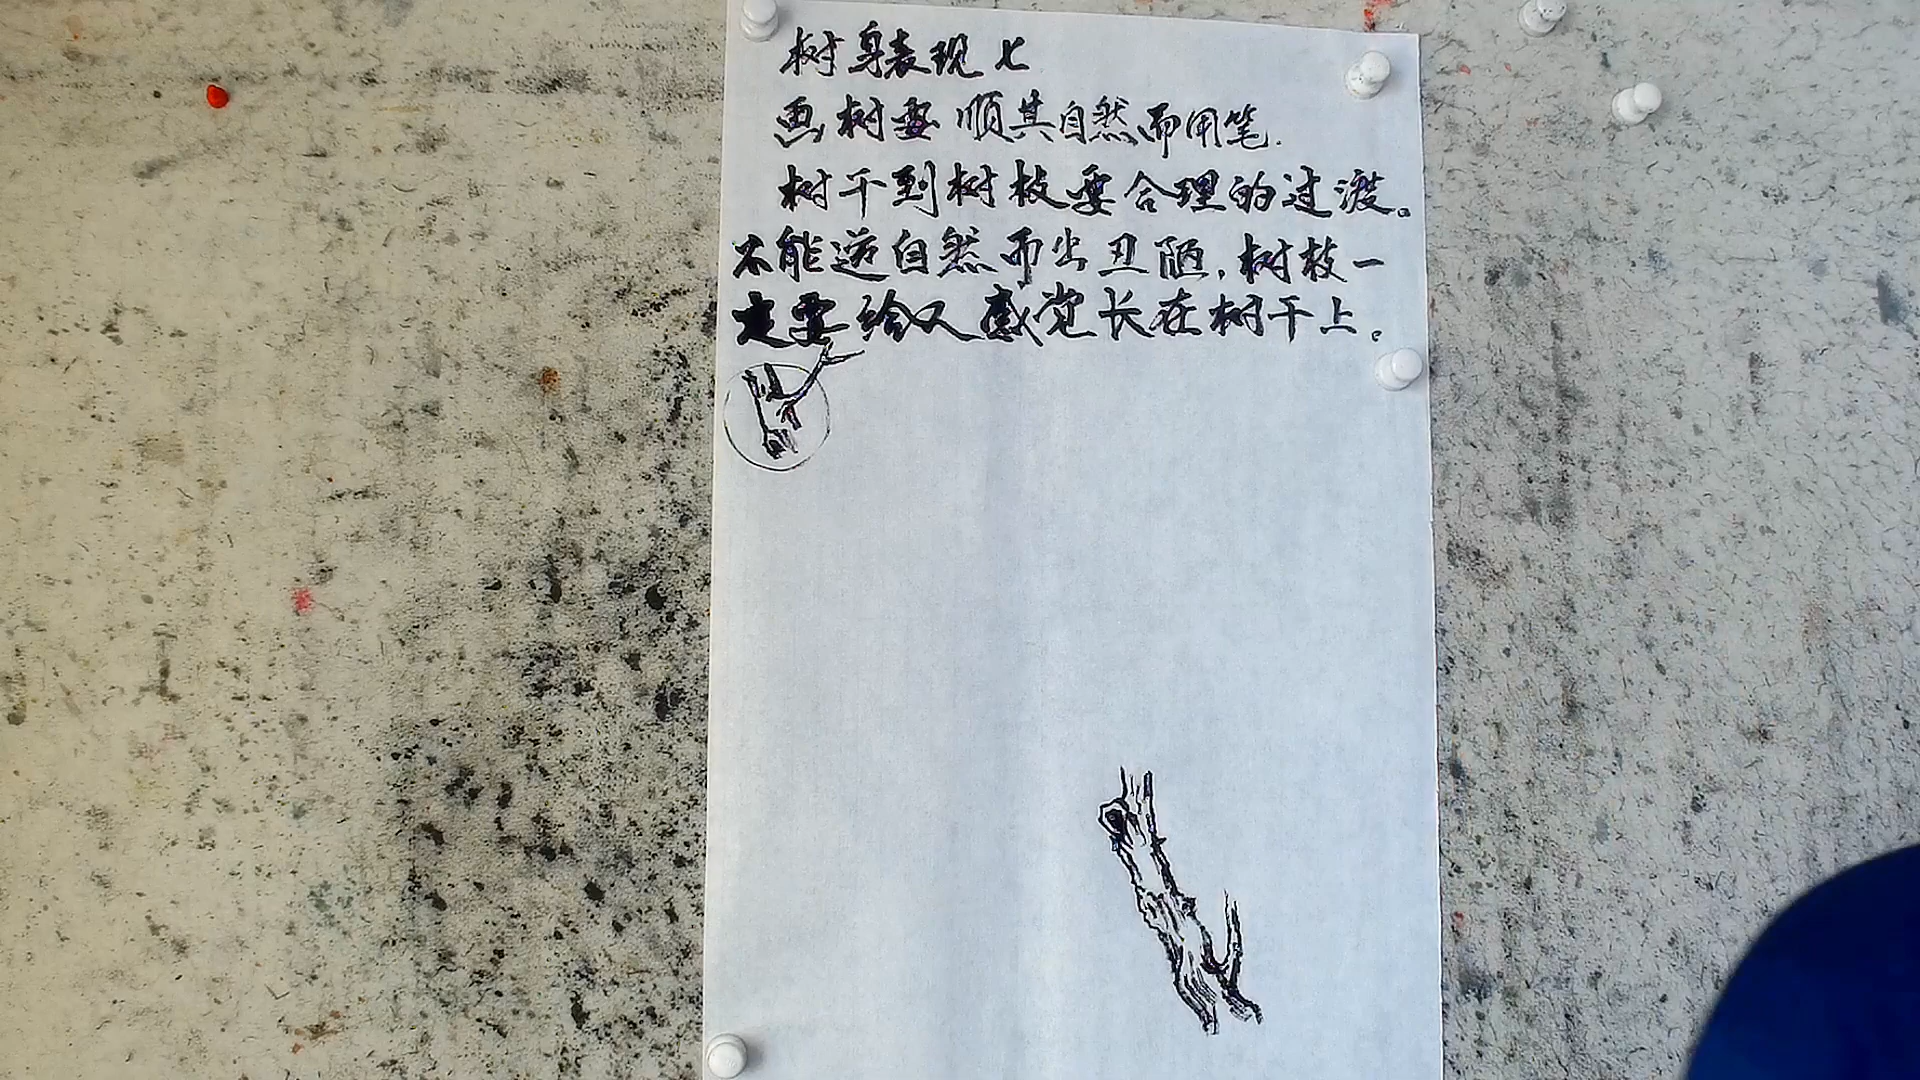 树身表现七
画树要顺其自然而用笔.
树干到树枝要合理的过渡。
不能逆自然而出丑陋,树枝一
定要给人感觉长在树干上。